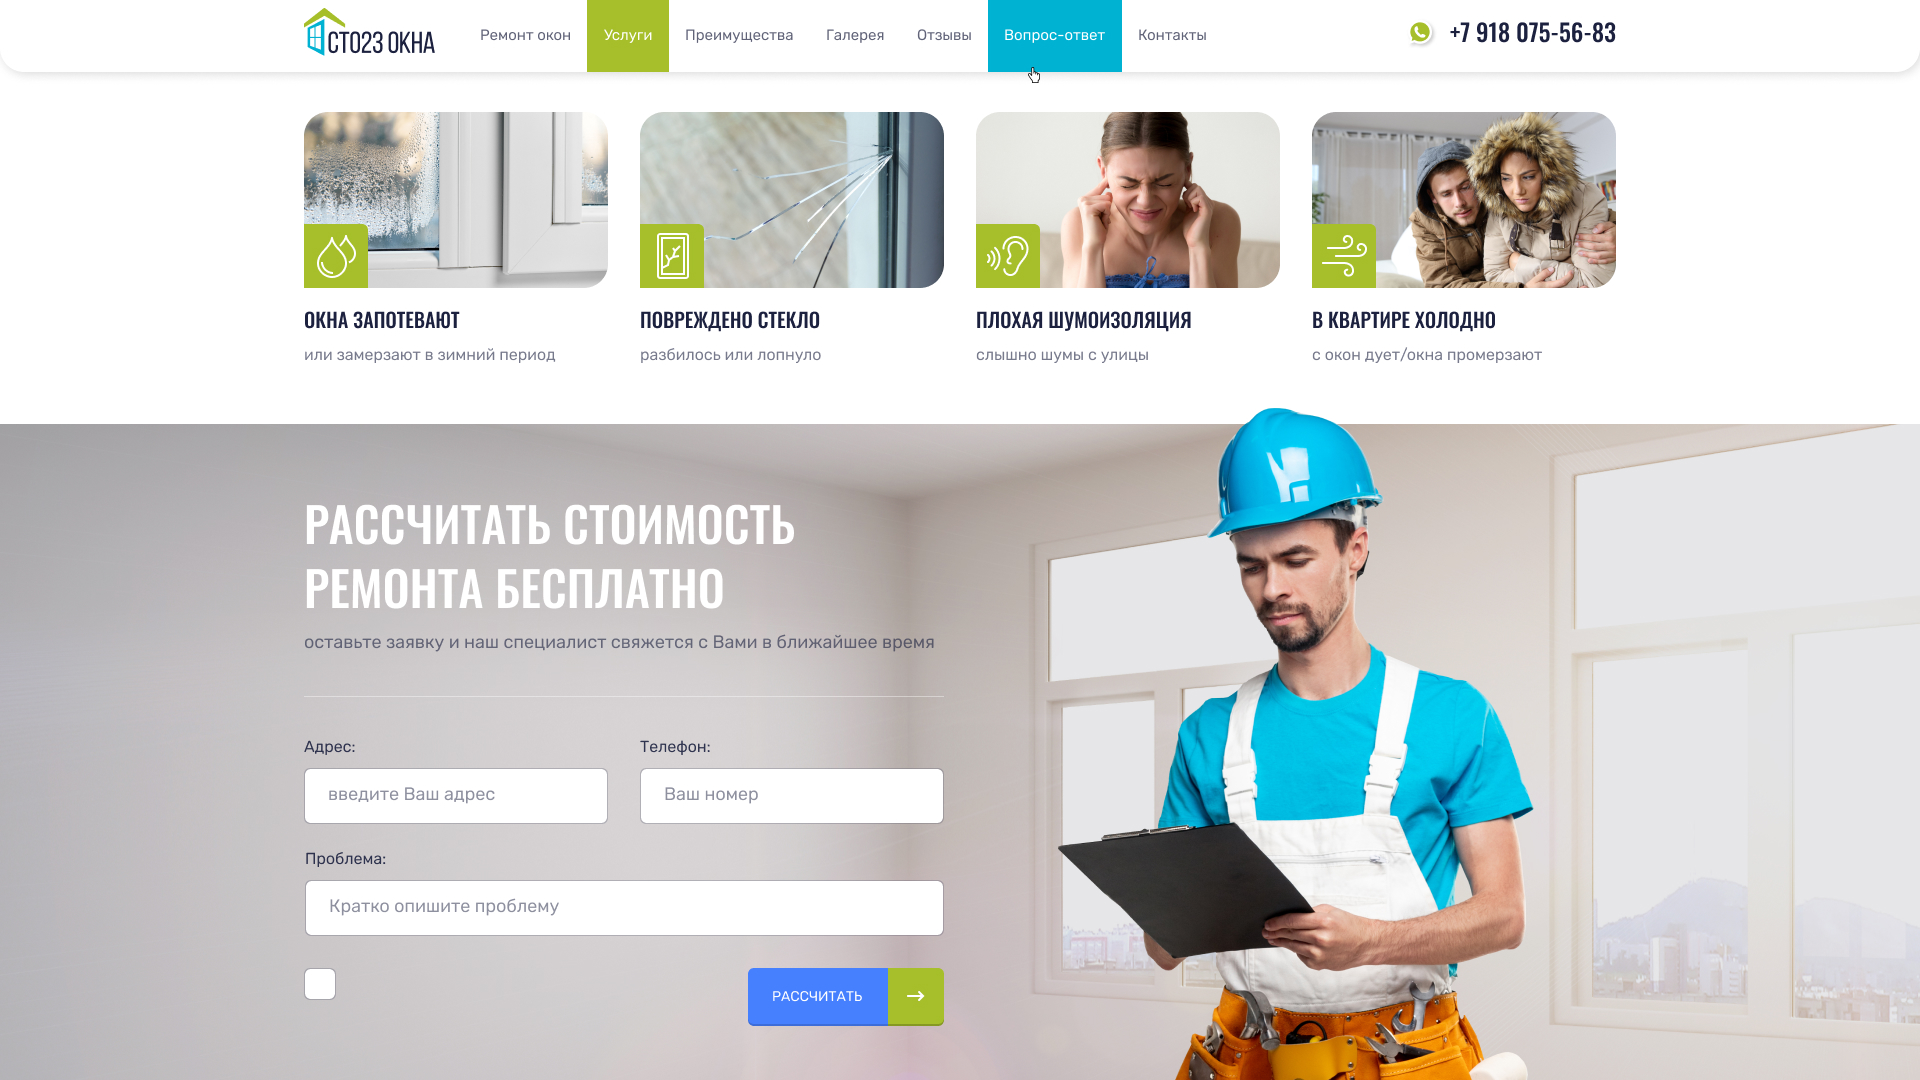 СТО23 ОКНА
Ремонт окон
Услуги
Преимущества
Галерея
Отзывы
Вопрос-ответ
Контакты
+7 918 075-56-83
ОКНА ЗАПОТЕВАЮТ
или замерзают в зимний период
ПОВРЕЖДЕНО СТЕКЛО
разбилось или лопнуло
ПЛОХАЯ ШУМОИЗОЛЯЦИЯ
слышно шумы с улицы
В КВАРТИРЕ ХОЛОДНО
с окон дует/окна промерзают
РАССЧИТАТЬ СТОИМОСТЬ
РЕМОНТА БЕСПЛАТНО
оставьте заявку и наш специалист свяжется с Вами в ближайшее время
Адрес:
Телефон:
введите Ваш адрес
Ваш номер
Проблема:
Кратко опишите проблему
РАССЧИТАТЬ